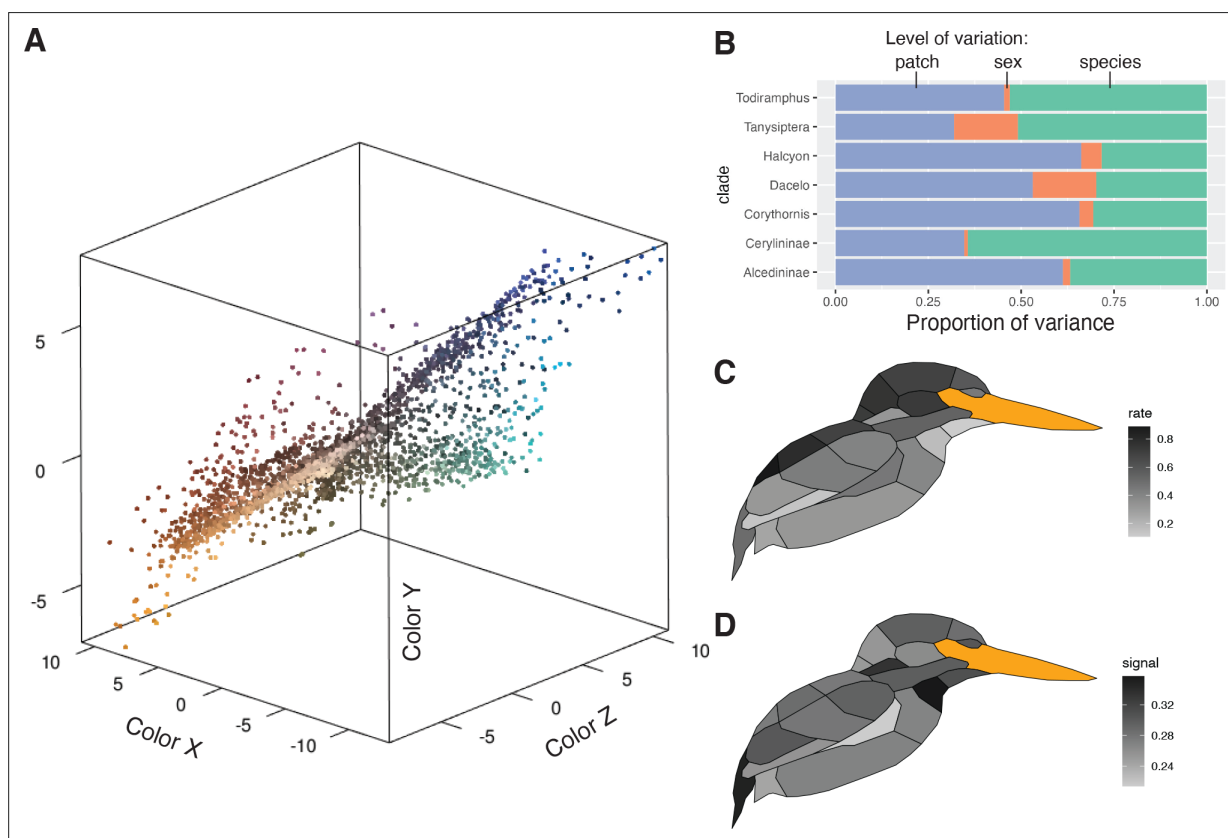 A
5
0
-5
10
5
0
-5
-10
Color X
Color Y
-5
0
5
10
Color Z
B
Level of variation:
patch sex species
clade
Todiramphus
Tanysiptera
Halcyon
Dacelo
Corythornis
Cerylininae
Alcedininae
0.00 0.25 0.50 0.75 1.00
Proportion of variance
C
rate
0.8
0.6
0.4
0.2
D
signal
0.32
0.28
0.24